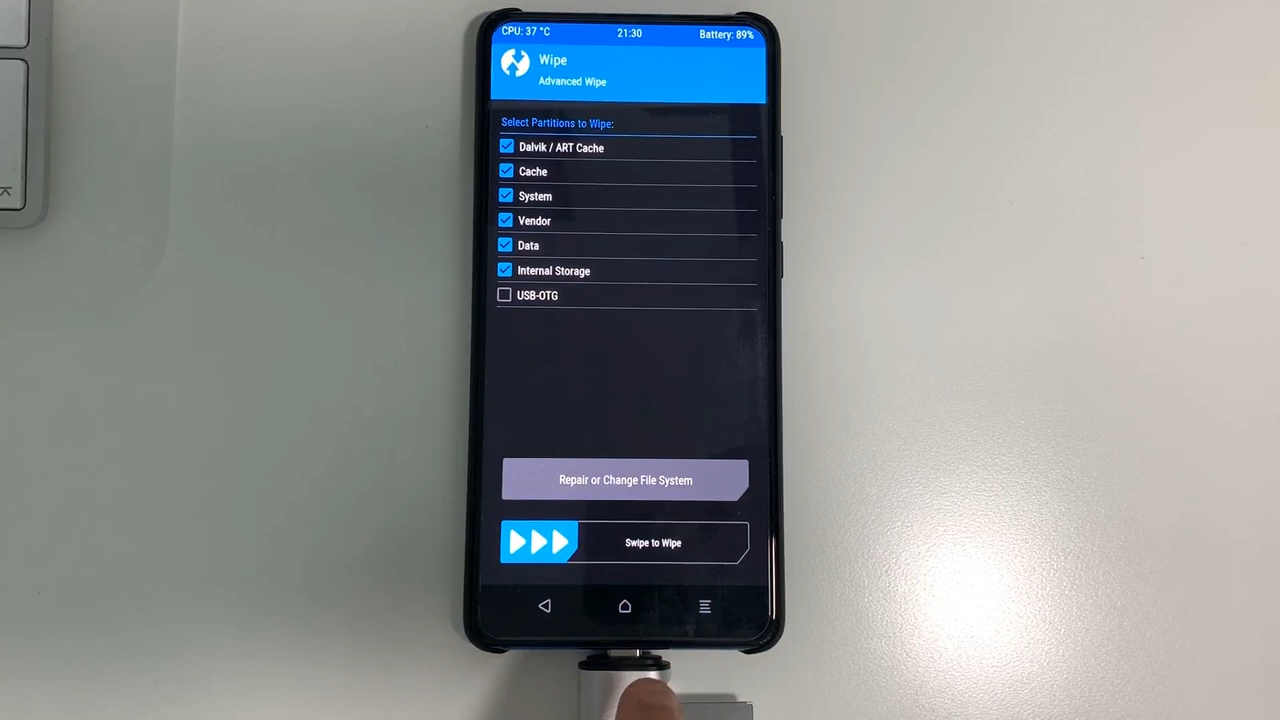 CPU: 37 °C 21:30 Battery: 89%
Wipe
Advanced Wipe
Select Partitions to Wipe:
Dalvik / ART Cache
Cache
System
Vendor
Data
Internal Storage
USB-OTG
Repair or Change File System
Swipe to Wipe